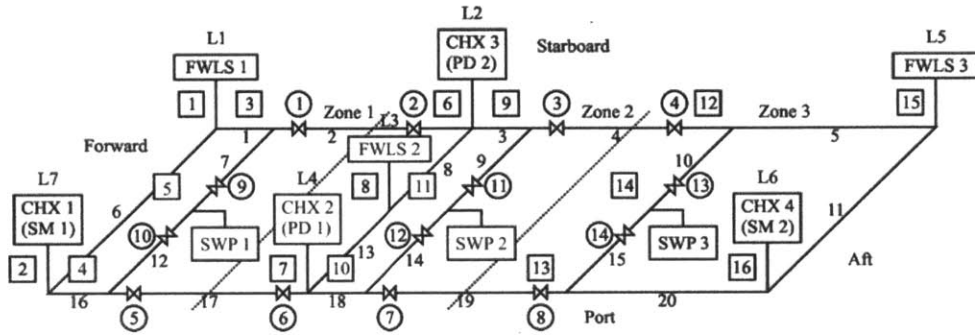 L1
FWLS 1
L2
CHX 3
(PD 2)
Starboard
L5
FWLS 3
1
3
1
Zone 1
2
6
9
3
Zone 2
4
12
Zone 3
15
1
2
L3
3
4
5
Forward
FWLS 2
7
9
8
9
11
10
13
L7
CHX 1
(SM 1)
5
6
8
11
14
L4
CHX 2
(PD 1)
L6
CHX 4
(SM 2)
11
10
SWP 1
12
SWP 2
14
SWP 3
2
4
12
7
10
13
14
13
15
16
Aft
16
17
18
19
20
5
6
7
8
Port